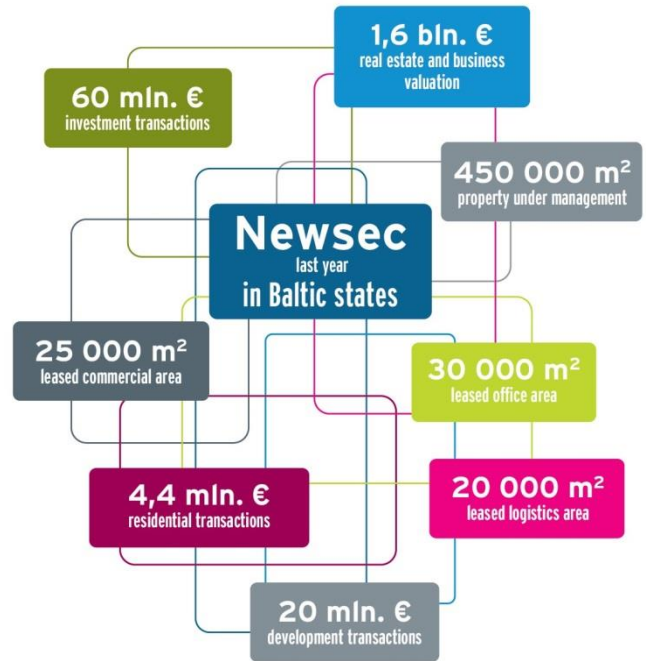 1,6 bln. €
real estate and business
valuation
60 mln. €
investment transactions
450 000 m²
property under management
Newsec
last year
in Baltic states
25 000 m²
leased commercial area
30 000 m²
leased office area
4,4 mln. €
residential transactions
20 000 m²
leased logistics area
20 mln. €
development transactions